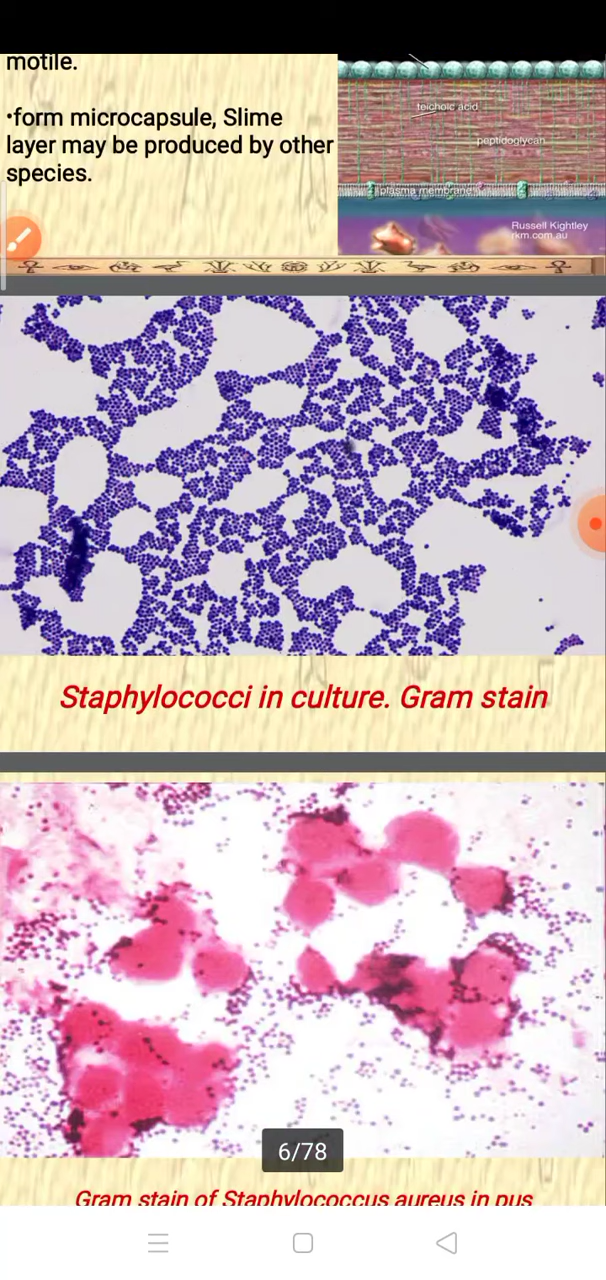 motile.
•form microcapsule, Slime
layer may be produced by other
species.
teichoic acid
peptidoglycan
plasma membrane
Russell Kightley
rkm.com.au
Staphylococci in culture. Gram stain
6/78
Gram stain of Staphylococcus aureus in pus